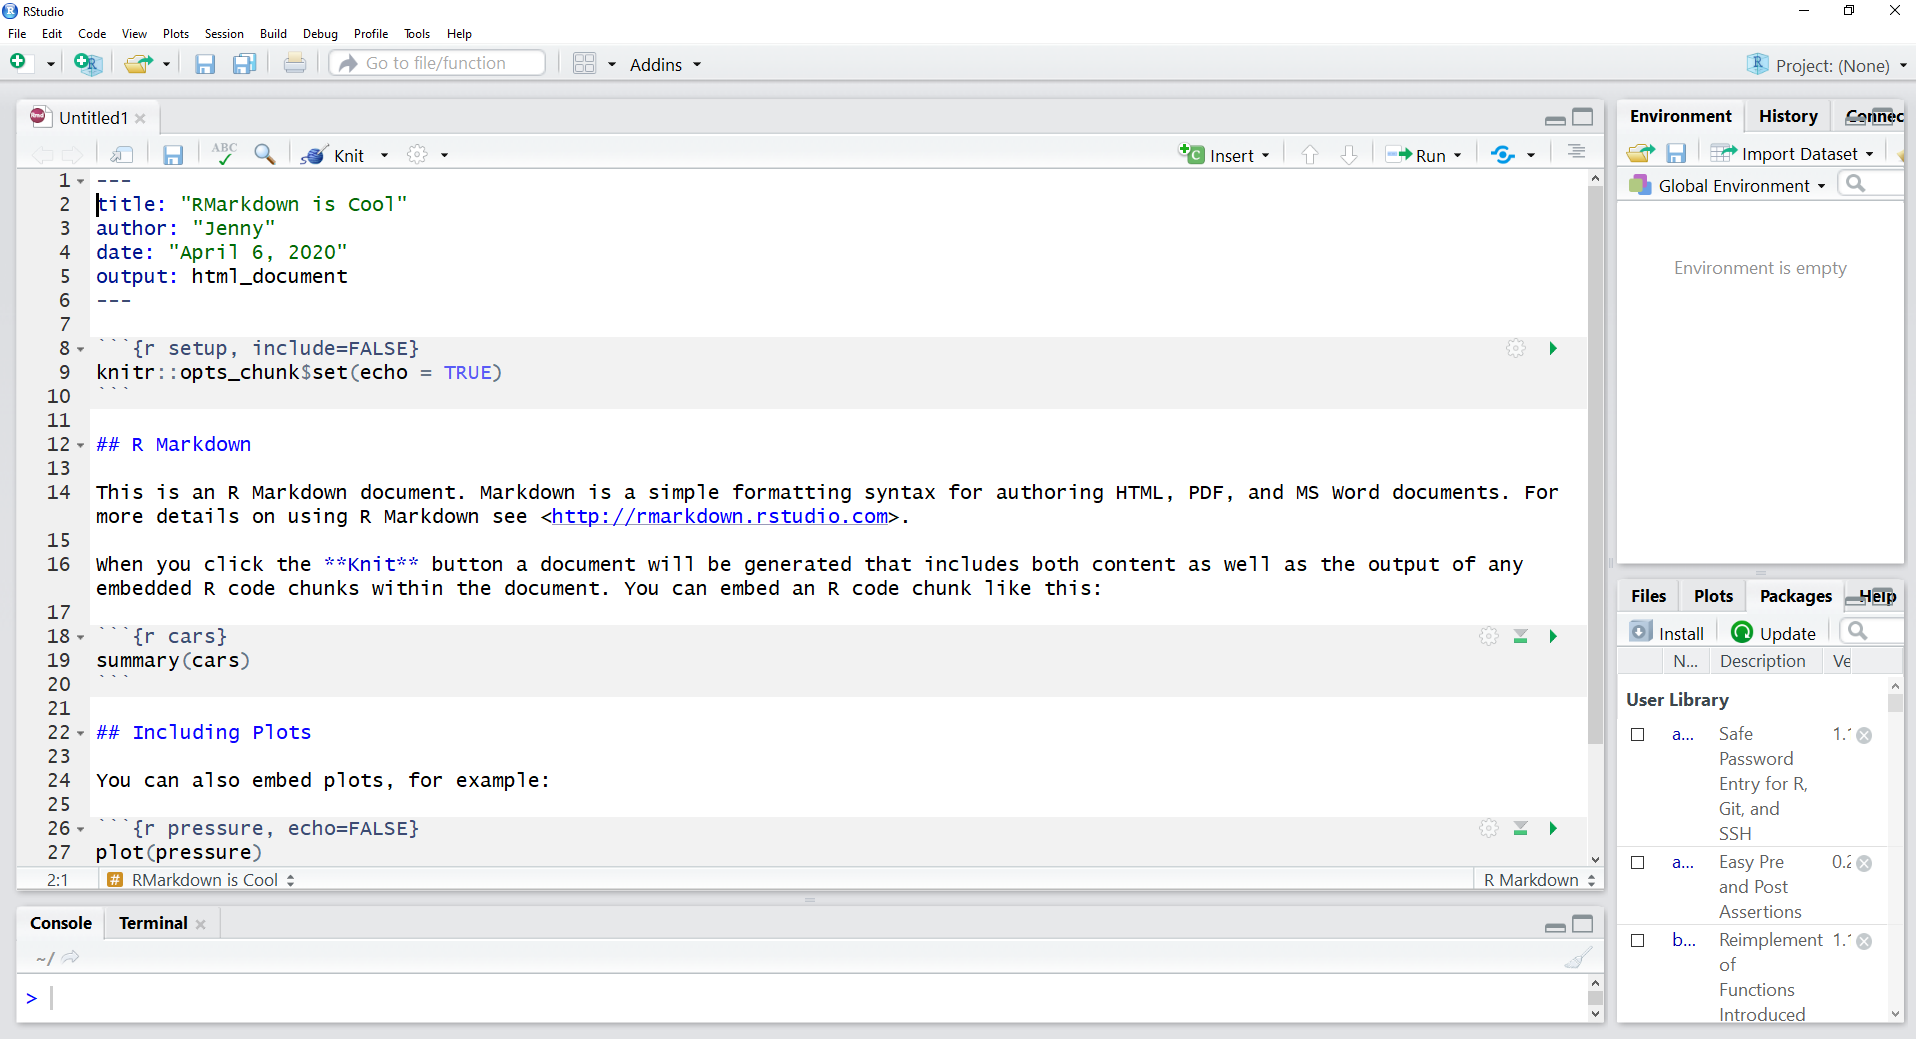 RStudio
File Edit Code View Plots Session Build Debug Profile Tools Help
Go to file/function Addins Project: (None)
Untitled1
ABC Knit Insert Run
1 ---
2 title: "RMarkdown is Cool"
3 author: "Jenny"
4 date: "April 6, 2020"
5 output: html_document
6 ---
7
8 ```{r setup, include=FALSE}
9 knitr::opts_chunk$set(echo = TRUE)
10 ```
11
12 ## R Markdown
13
14 This is an R Markdown document. Markdown is a simple formatting syntax for authoring HTML, PDF, and MS Word documents. For
more details on using R Markdown see <http://rmarkdown.rstudio.com>.
15
16 When you click the **Knit** button a document will be generated that includes both content as well as the output of any
embedded R code chunks within the document. You can embed an R code chunk like this:
17
18 ```{r cars}
19 summary(cars)
20 ```
21
22 ## Including Plots
23
24 You can also embed plots, for example:
25
26 ```{r pressure, echo=FALSE}
27 plot(pressure)
2:1 # RMarkdown is Cool R Markdown
Console Terminal
~/
>
Environment History Connec
Import Dataset
Global Environment
Environment is empty
Files Plots Packages Help
Install Update
N... Description Ve
User Library
a... Safe 1.
Password
Entry for R,
Git, and
SSH
a... Easy Pre 0.2
and Post
Assertions
b... Reimplement 1.
of
Functions
Introduced